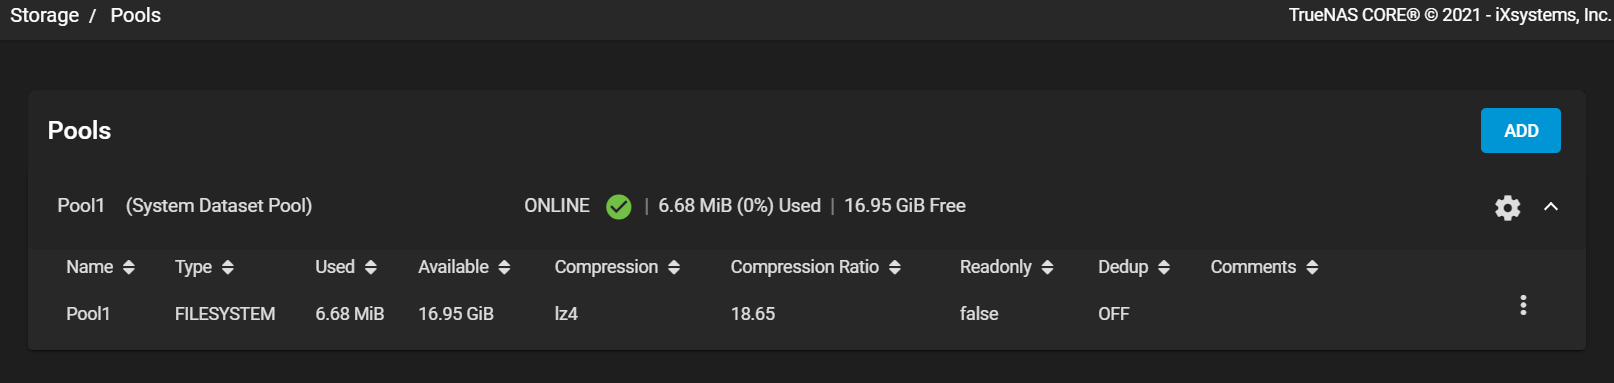 Storage / Pools TrueNAS CORE® © 2021 - iXsystems, Inc.
Pools ADD
Pool1 (System Dataset Pool) ONLINE | 6.68 MiB (0%) Used | 16.95 GiB Free
Name Type Used Available Compression Compression Ratio Readonly Dedup Comments
Pool1 FILESYSTEM 6.68 MiB 16.95 GiB lz4 18.65 false OFF